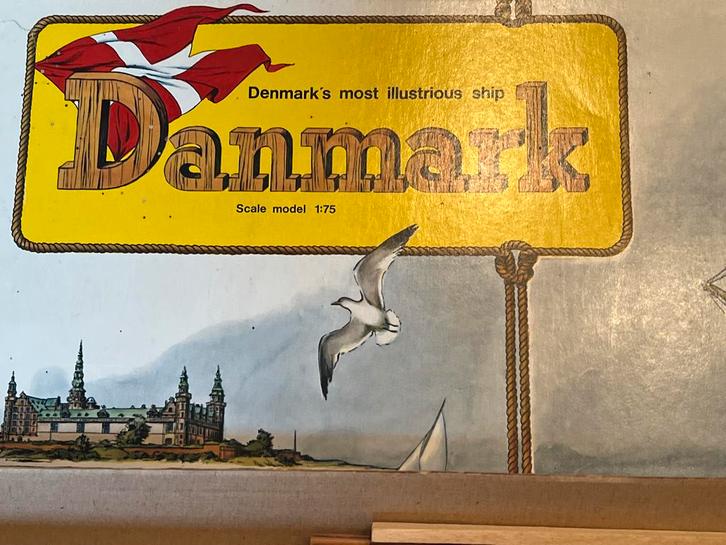 Denmark's most illustrious ship
Danmark
Scale model 1:75